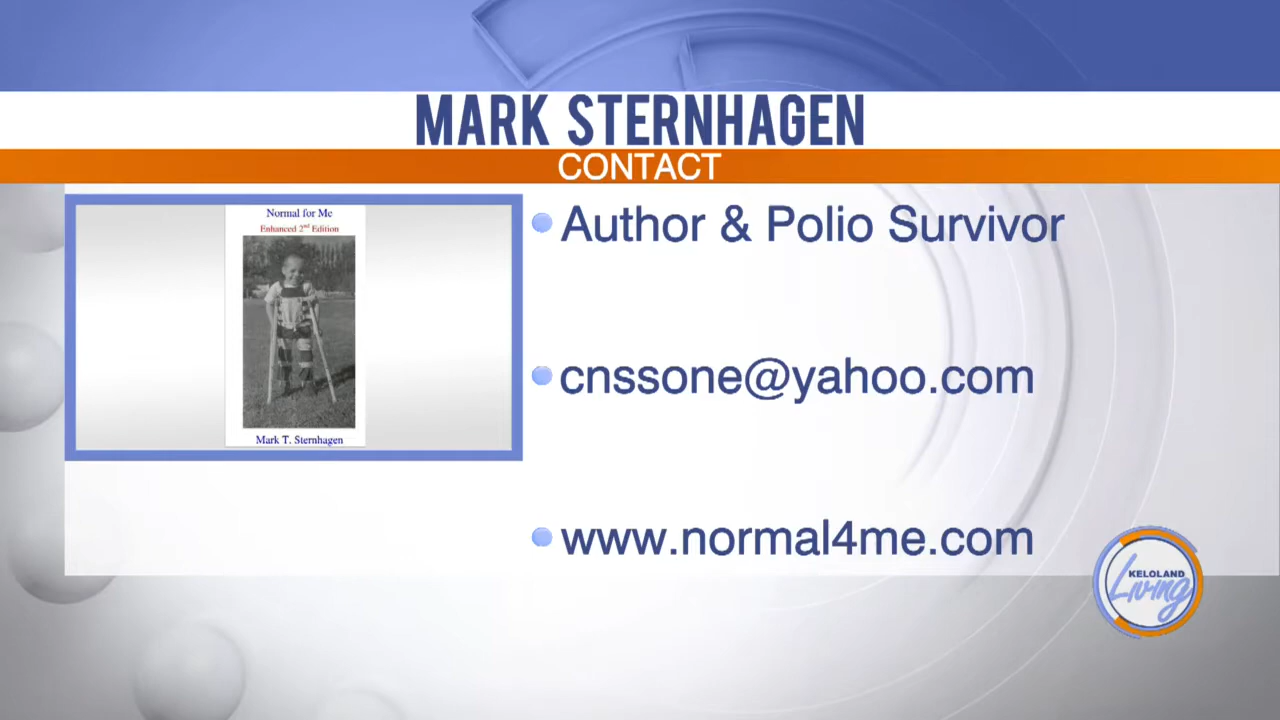 MARK STERNHAGEN
CONTACT
Normal for Me
Enhanced 2nd Edition
Mark T. Sternhagen
Author & Polio Survivor
cnssone@yahoo.com
www.normal4me.com
KELOLAND
Living